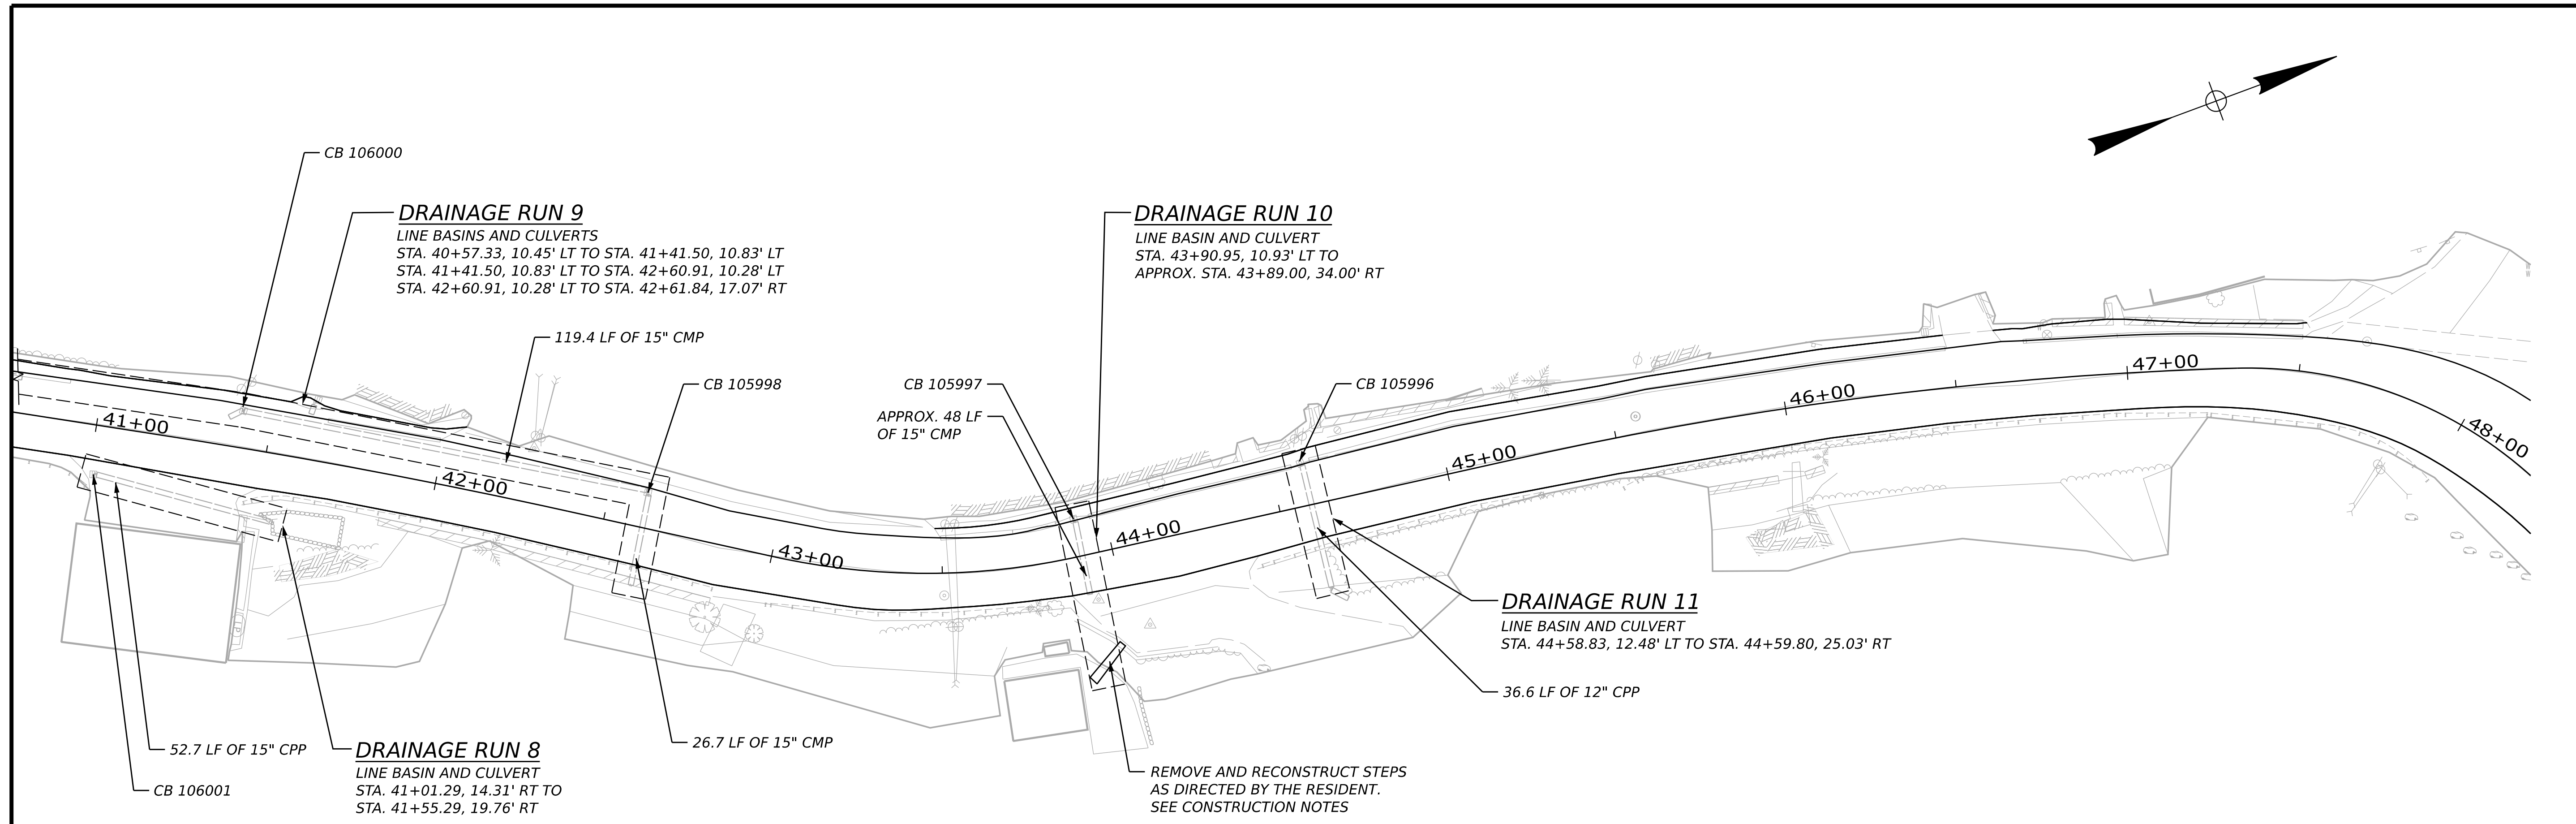 CB 106000
DRAINAGE RUN 9
LINE BASINS AND CULVERTS
STA. 40+57.33, 10.45' LT TO STA. 41+41.50, 10.83' LT
STA. 41+41.50, 10.83' LT TO STA. 42+60.91, 10.28' LT
STA. 42+60.91, 10.28' LT TO STA. 42+61.84, 17.07' RT
DRAINAGE RUN 10
LINE BASIN AND CULVERT
STA. 43+90.95, 10.93' LT TO
APPROX. STA. 43+89.00, 34.00' RT
119.4 LF OF 15" CMP
CB 105998
CB 105997
APPROX. 48 LF
OF 15" CMP
CB 105996
41+00
42+00
43+00
44+00
45+00
46+00
47+00
48+00
DRAINAGE RUN 11
LINE BASIN AND CULVERT
STA. 44+58.83, 12.48' LT TO STA. 44+59.80, 25.03' RT
36.6 LF OF 12" CPP
52.7 LF OF 15" CPP
CB 106001
DRAINAGE RUN 8
LINE BASIN AND CULVERT
STA. 41+01.29, 14.31' RT TO
STA. 41+55.29, 19.76' RT
26.7 LF OF 15" CMP
REMOVE AND RECONSTRUCT STEPS
AS DIRECTED BY THE RESIDENT.
SEE CONSTRUCTION NOTES